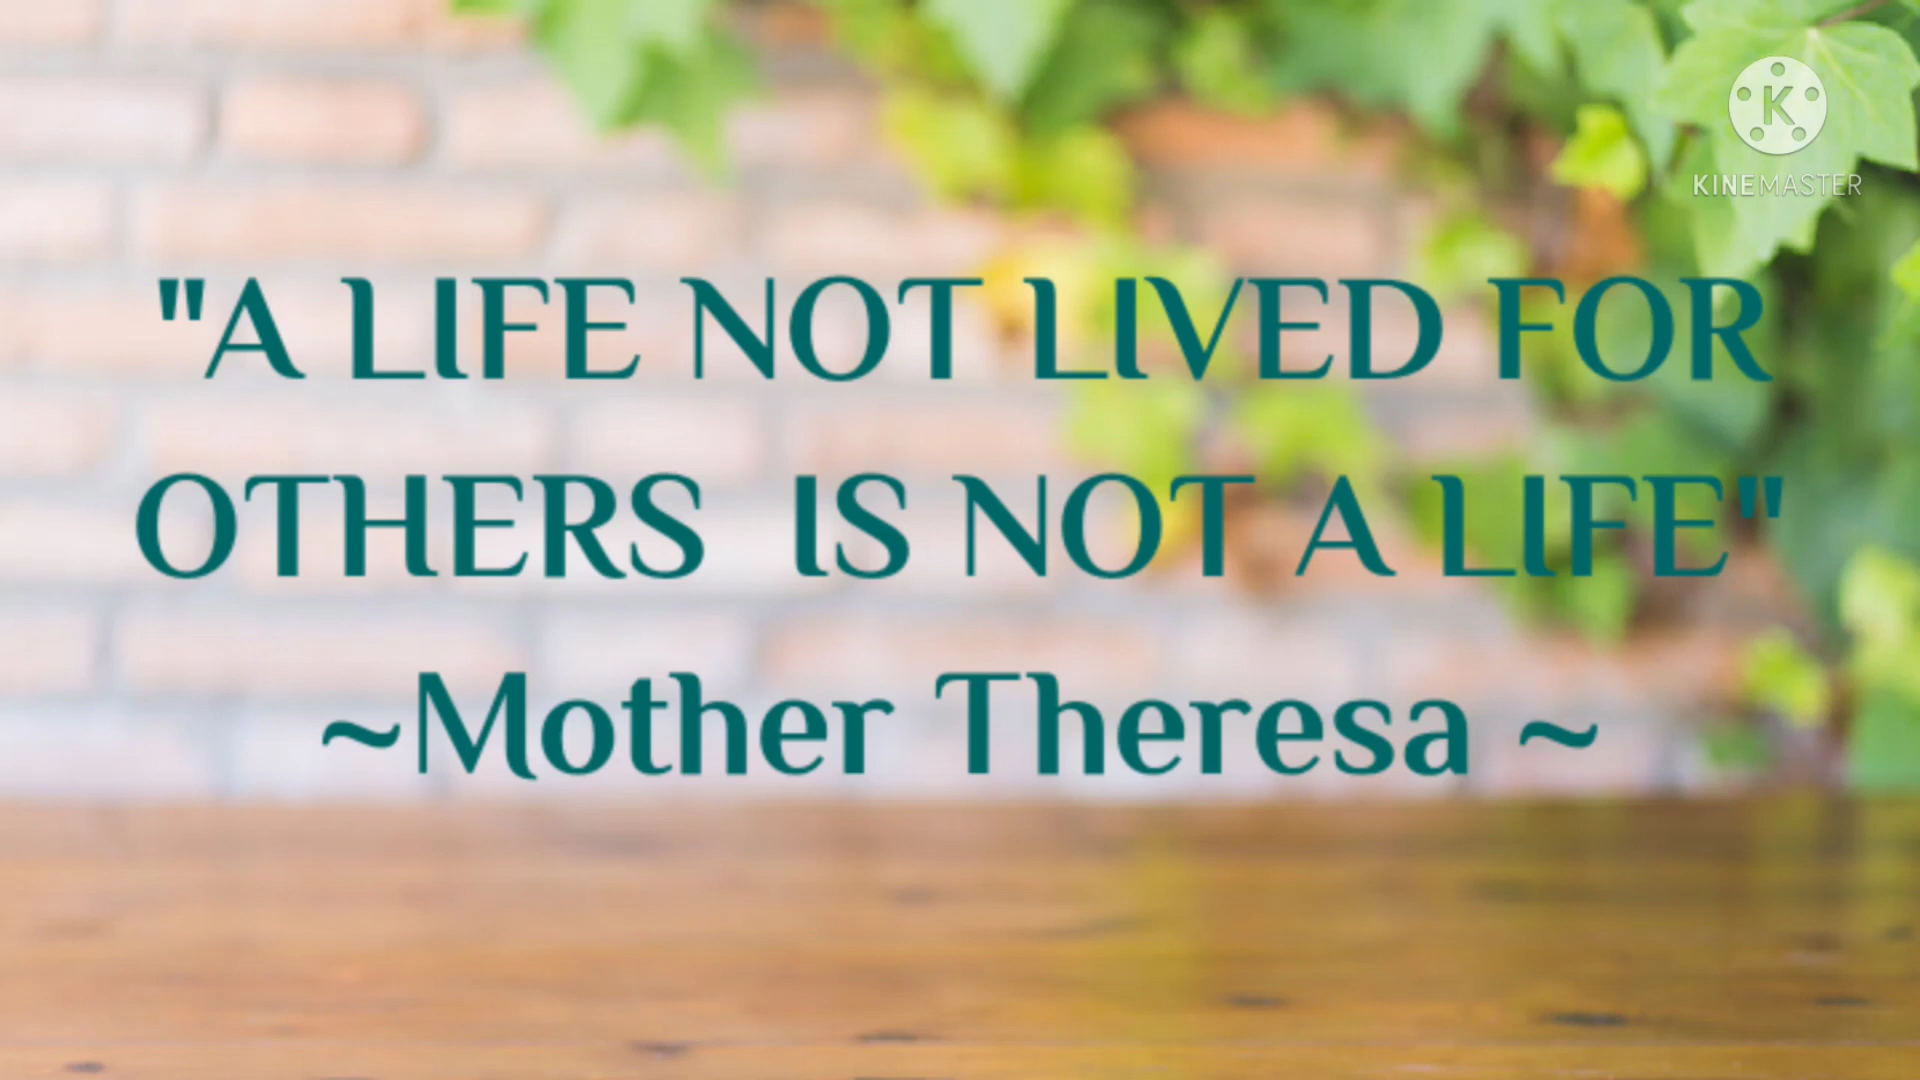 K
KINEMASTER
"A LIFE NOT LIVED FOR
OTHERS  IS NOT A LIFE"
~Mother Theresa ~